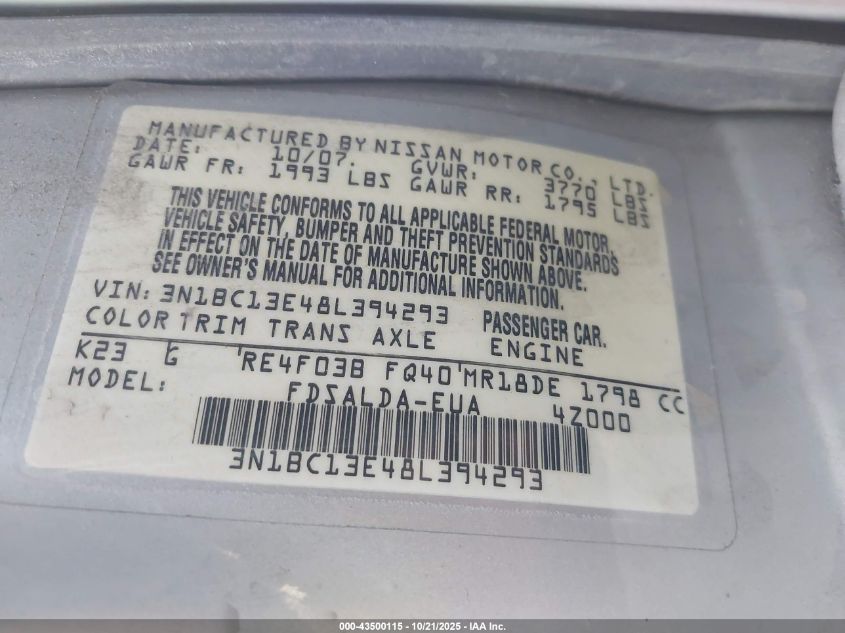 MANUFACTURED BY NISSAN MOTOR CO., LTD.
DATE: 10/07. GVWR: 3770 LBS
GAWR FR: 1993 LBS GAWR RR: 1795 LBS
THIS VEHICLE CONFORMS TO ALL APPLICABLE FEDERAL MOTOR
VEHICLE SAFETY, BUMPER AND THEFT PREVENTION STANDARDS
IN EFFECT ON THE DATE OF MANUFACTURE SHOWN ABOVE.
SEE OWNER'S MANUAL FOR ADDITIONAL INFORMATION.
VIN: 3N1BC13E48L394293 PASSENGER CAR.
COLOR TRIM TRANS AXLE ENGINE
K23 G RE4F03B FQ40 MR18DE 1798 CC
MODEL: FDSALDA-EUA 4Z000
3N1BC13E48L394293
000-43500115 - 10/21/2025 - IAA Inc.